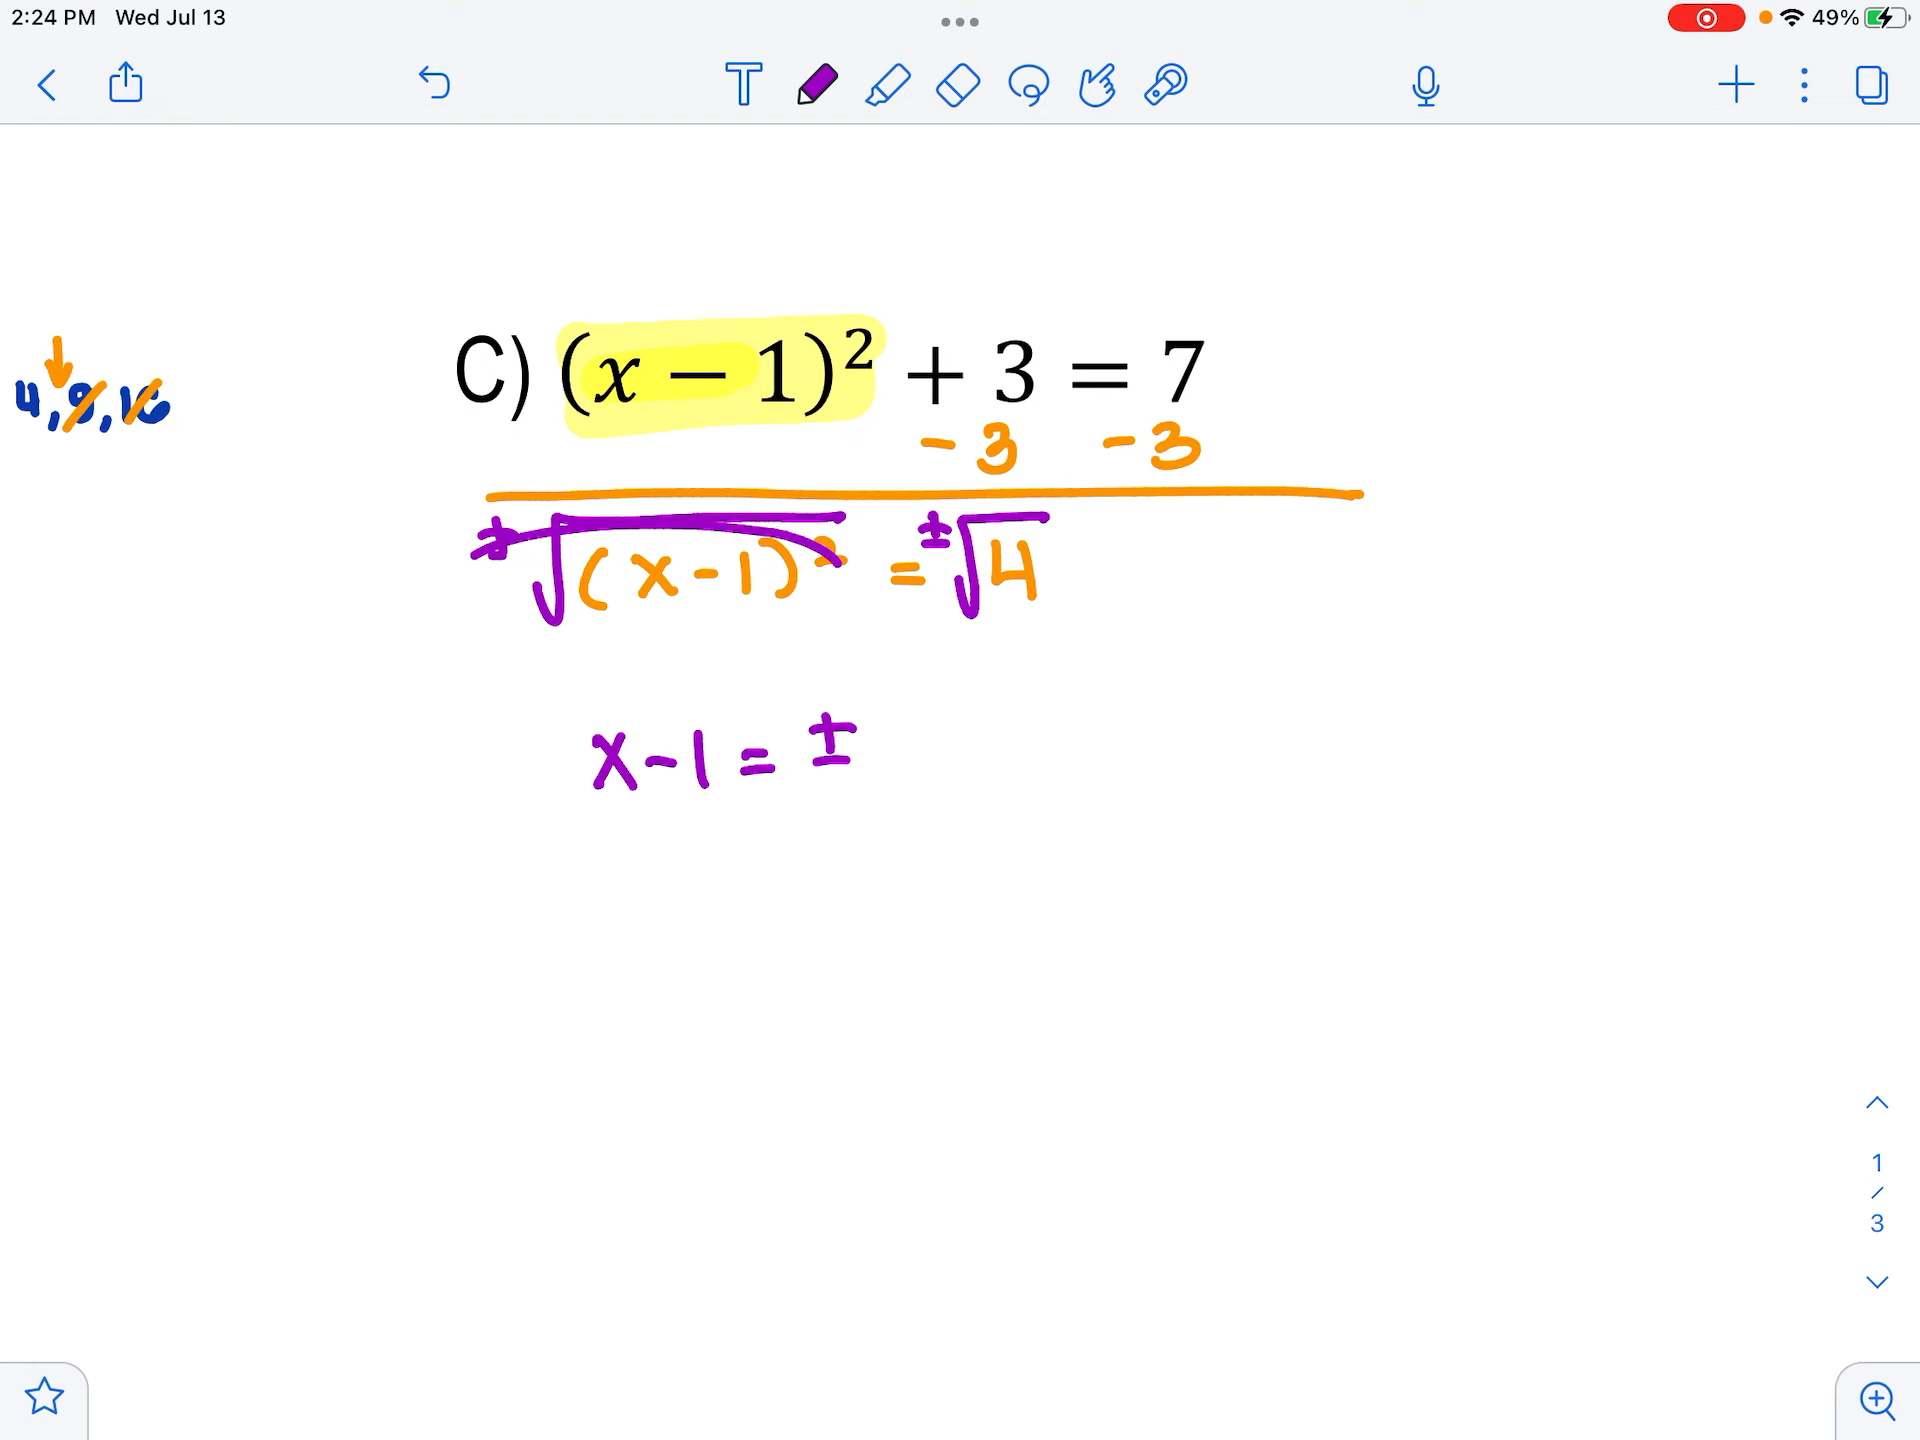 2:24 PM Wed Jul 13
49%
T
C) (x − 1)² + 3 = 7
4, 9, 16
- 3 - 3
± √(x - 1)² = ± √4
x - 1 = ±
1
/
3